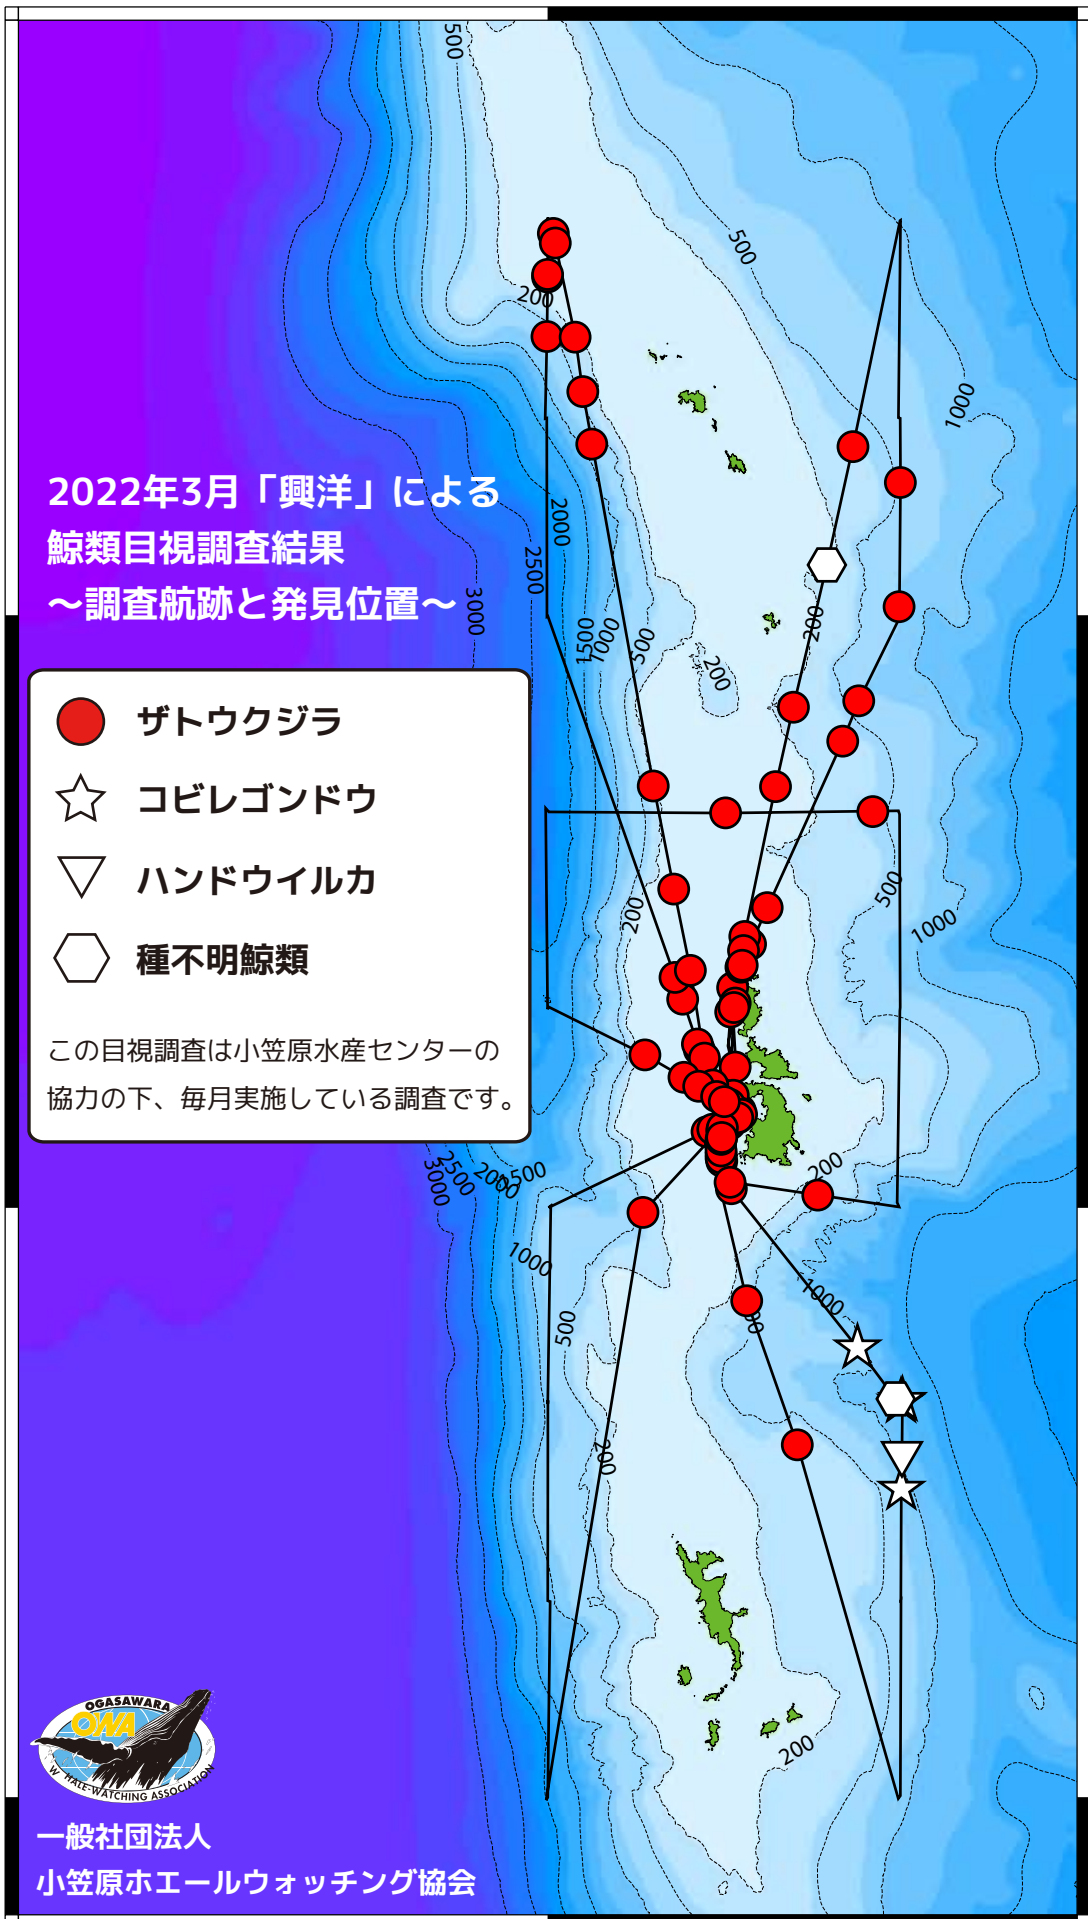 500
500
200
1000
2022年3月「興洋」による
鯨類目視調査結果
～調査航跡と発見位置～
2000
2500
3000
1500
1000
500
200
200
ザトウクジラ
コビレゴンドウ
ハンドウイルカ
種不明鯨類
この目視調査は小笠原水産センターの
協力の下、毎月実施している調査です。
200
500
1000
200
3000
2500
2000
1500
1000
500
1000
200
200
OGASAWARA
OWA
WHALE-WATCHING ASSOCIATION
一般社団法人
小笠原ホエールウォッチング協会